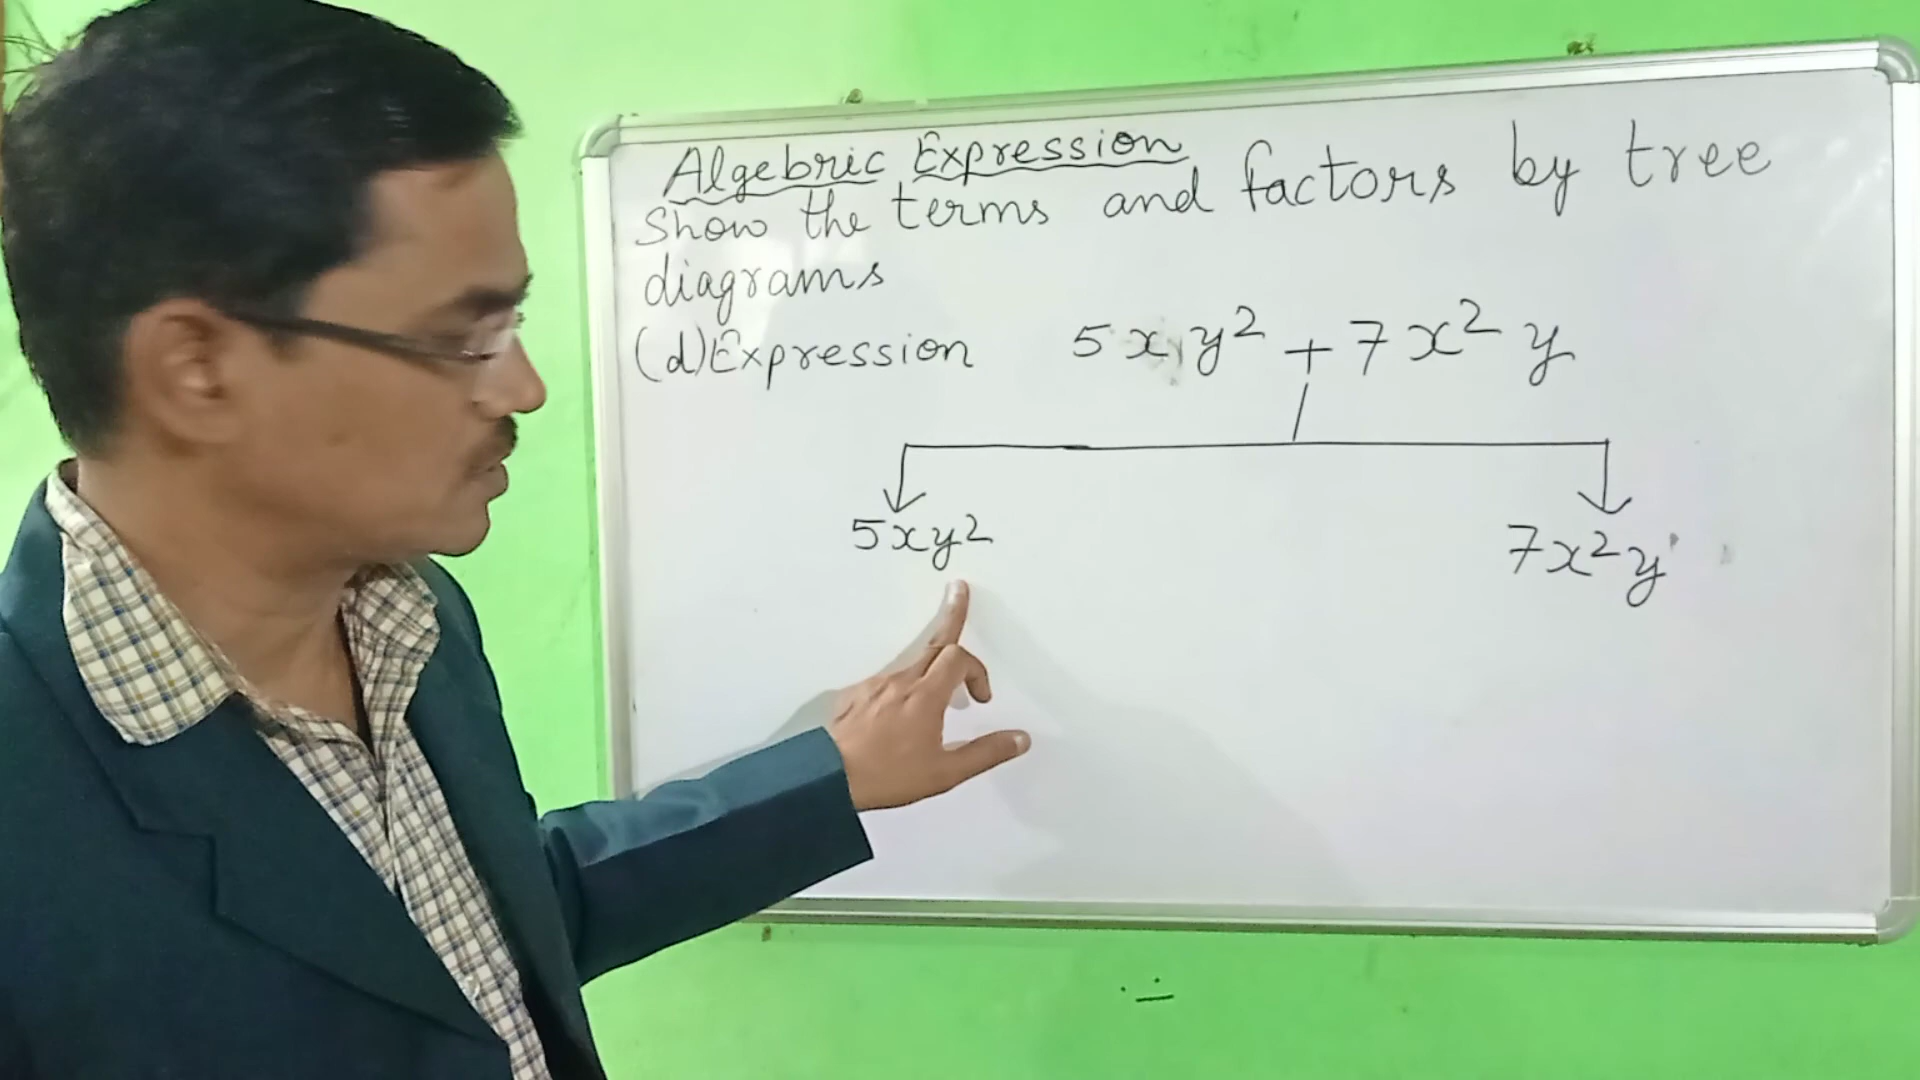 Algebric Expression
Show the terms and factors by tree
diagrams
(d) Expression 5xy² + 7x²y
5xy² 7x²y